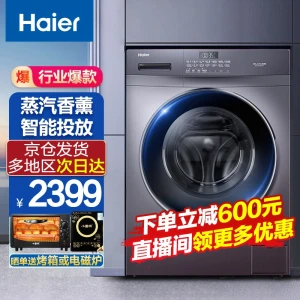 Haier
爆 行业爆款
蒸汽香薰
智能投放
京仓发货
多地区次日达
¥2399
下单立减600元
直播间领更多优惠
晒单送烤箱或电磁炉
Haier